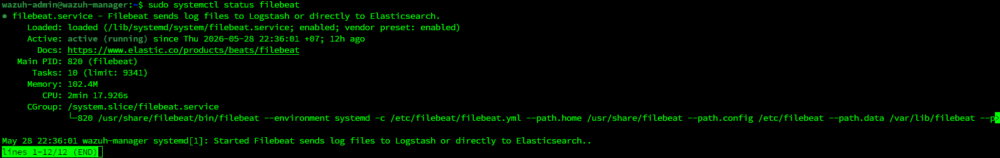 wazuh-admin@wazuh-manager:~$ sudo systemctl status filebeat
● filebeat.service - Filebeat sends log files to Logstash or directly to Elasticsearch.
Loaded: loaded (/lib/systemd/system/filebeat.service; enabled; vendor preset: enabled)
Active: active (running) since Thu 2026-05-28 22:36:01 +07; 12h ago
Docs: https://www.elastic.co/products/beats/filebeat
Main PID: 820 (filebeat)
Tasks: 10 (limit: 9341)
Memory: 102.4M
CPU: 2min 17.926s
CGroup: /system.slice/filebeat.service
└─820 /usr/share/filebeat/bin/filebeat --environment systemd -c /etc/filebeat/filebeat.yml --path.home /usr/share/filebeat --path.config /etc/filebeat --path.data /var/lib/filebeat --p>
May 28 22:36:01 wazuh-manager systemd[1]: Started Filebeat sends log files to Logstash or directly to Elasticsearch..
lines 1-12/12 (END)